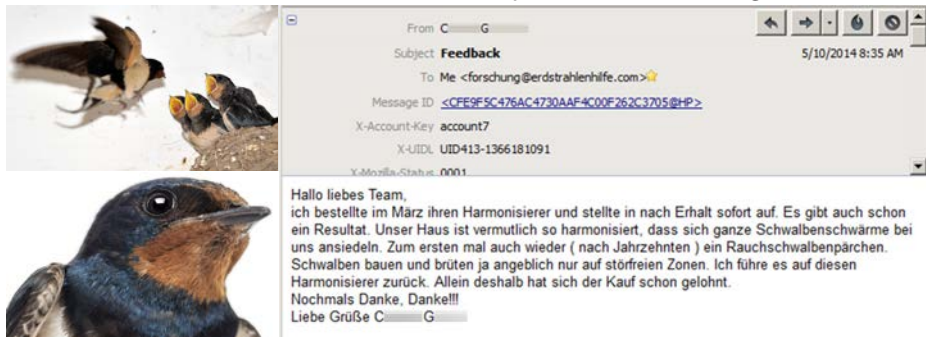 From C G
Subject Feedback 5/10/2014 8:35 AM
To Me <forschung@erdstrahlenhilfe.com>
Message ID <CFE9F5C476AC4730AAF4C00F262C3705@HP>
X-Account-Key account7
X-UIDL UID413-1366181091
X-Mozilla-Status 0001
Hallo liebes Team,
ich bestellte im März ihren Harmonisierer und stellte in nach Erhalt sofort auf. Es gibt auch schon
ein Resultat. Unser Haus ist vermutlich so harmonisiert, dass sich ganze Schwalbenschwärme bei
uns ansiedeln. Zum ersten mal auch wieder ( nach Jahrzehnten ) ein Rauchschwalbenpärchen.
Schwalben bauen und brüten ja angeblich nur auf störfreien Zonen. Ich führe es auf diesen
Harmonisierer zurück. Allein deshalb hat sich der Kauf schon gelohnt.
Nochmals Danke, Danke!!!
Liebe Grüße C G